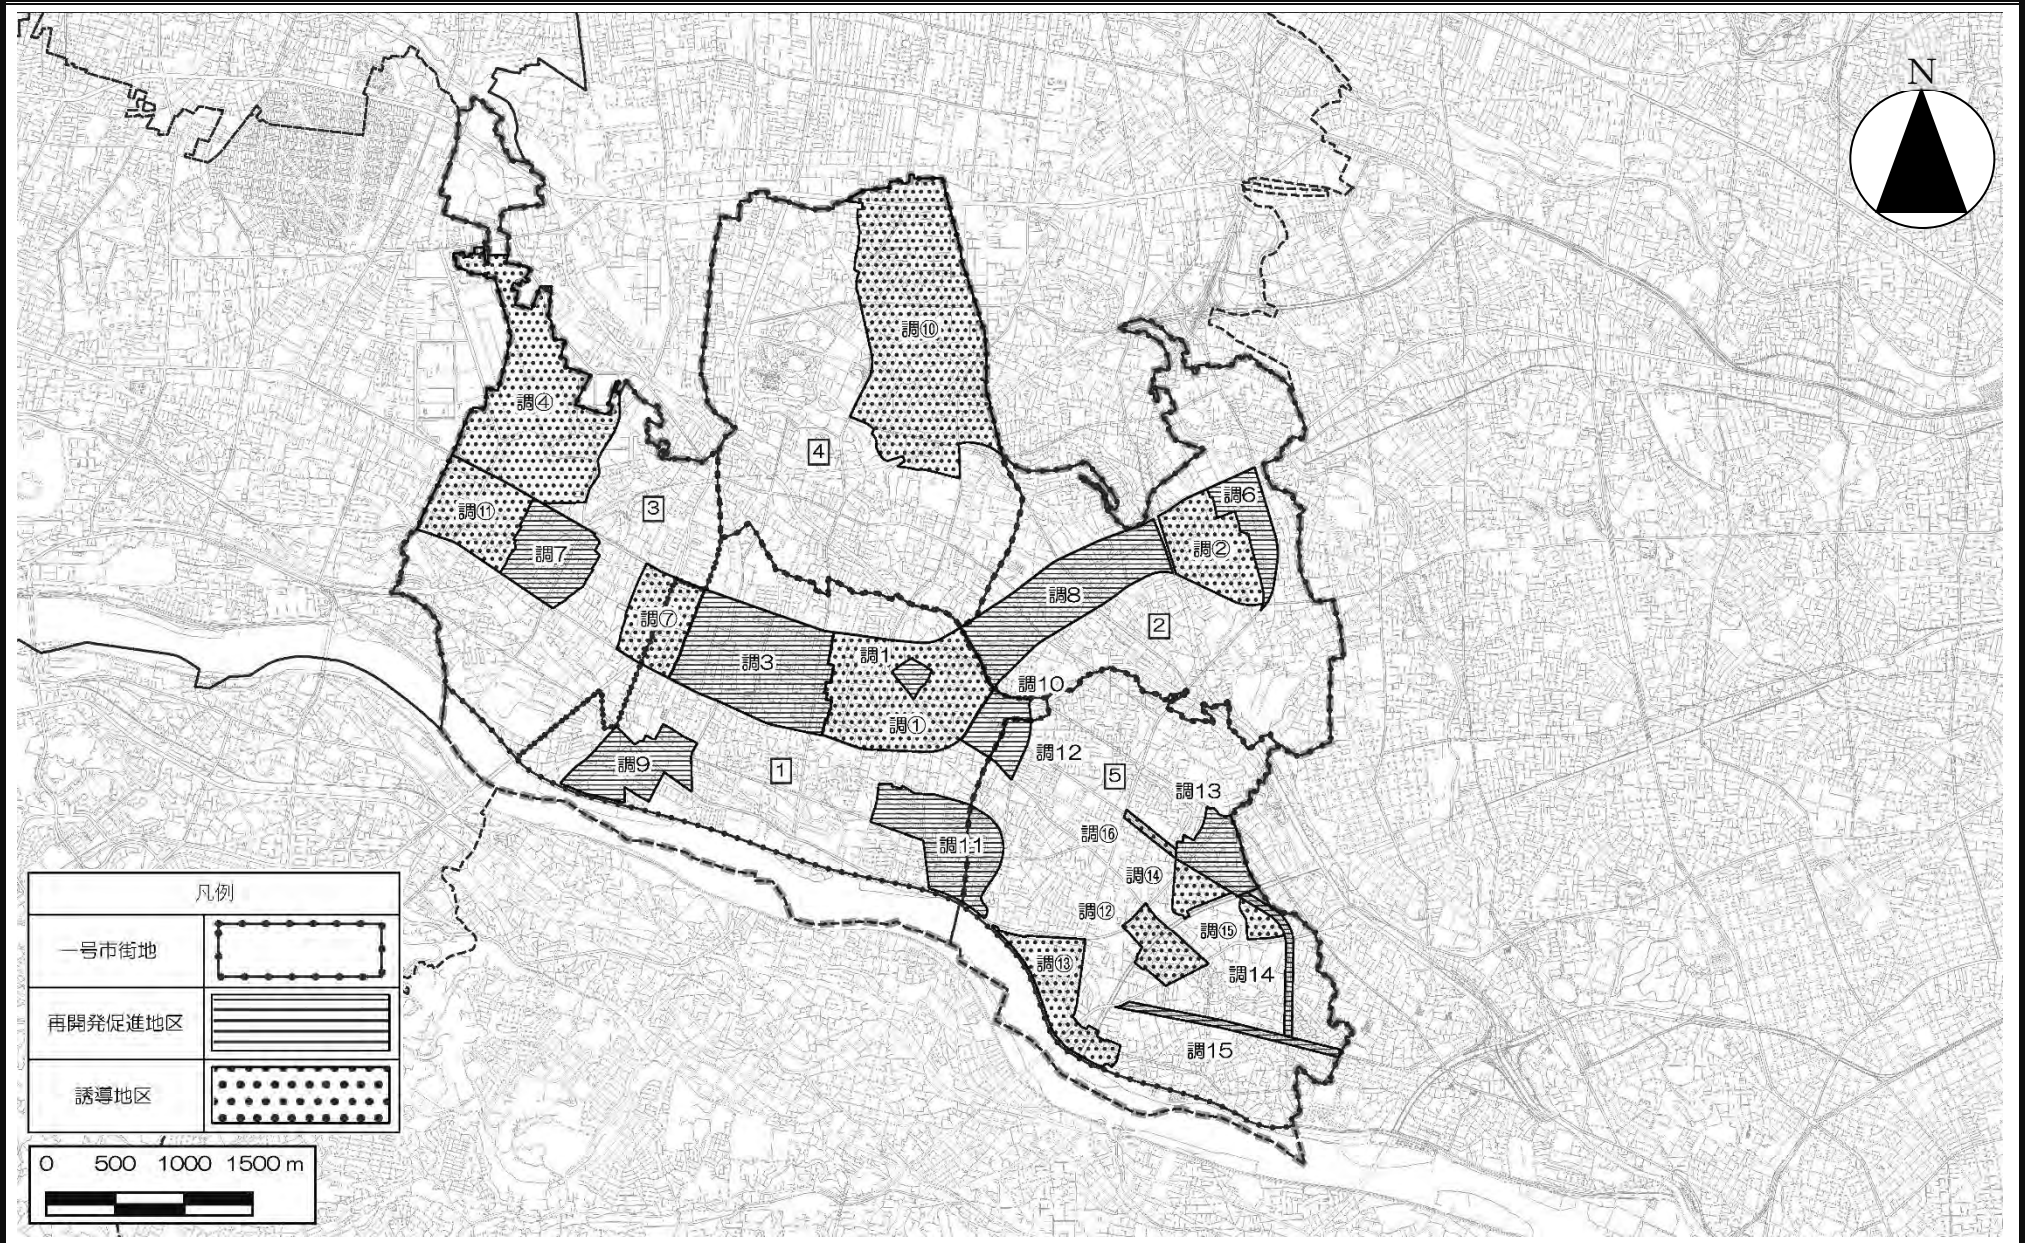 N
調⑩
調④
4
調⑪
3
調6
調7
調②
調8
調⑦
2
調1
調3
調10
調①
調12
調9
1
5
調13
調⑯
調11
調⑭
調⑫
調⑮
調⑬
調14
調15
凡例
一号市街地
再開発促進地区
誘導地区
0 500 1000 1500 m